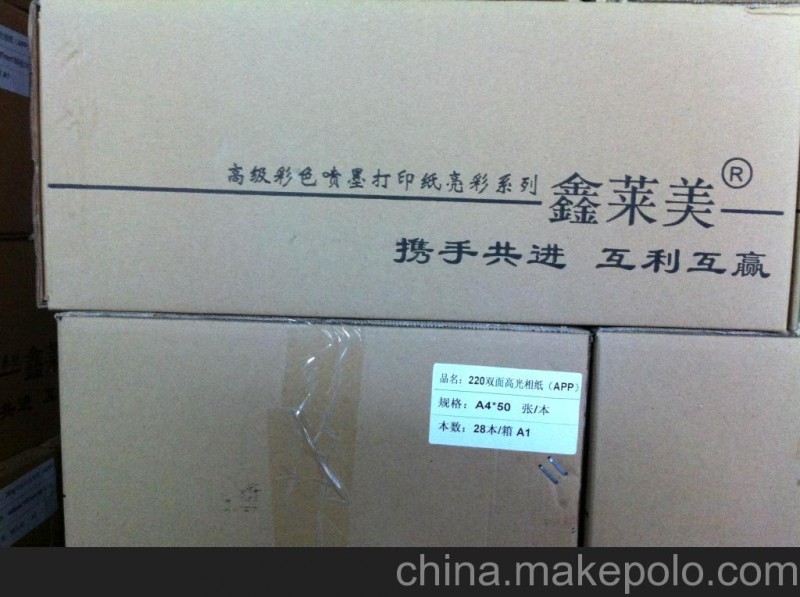 高级彩色喷墨打印纸亮彩系列 鑫莱美®
携手共进 互利互赢
品名：220双面高光相纸（APP）
规格：A4*50 张/本
本数：28本/箱 A1
china.makepolo.com